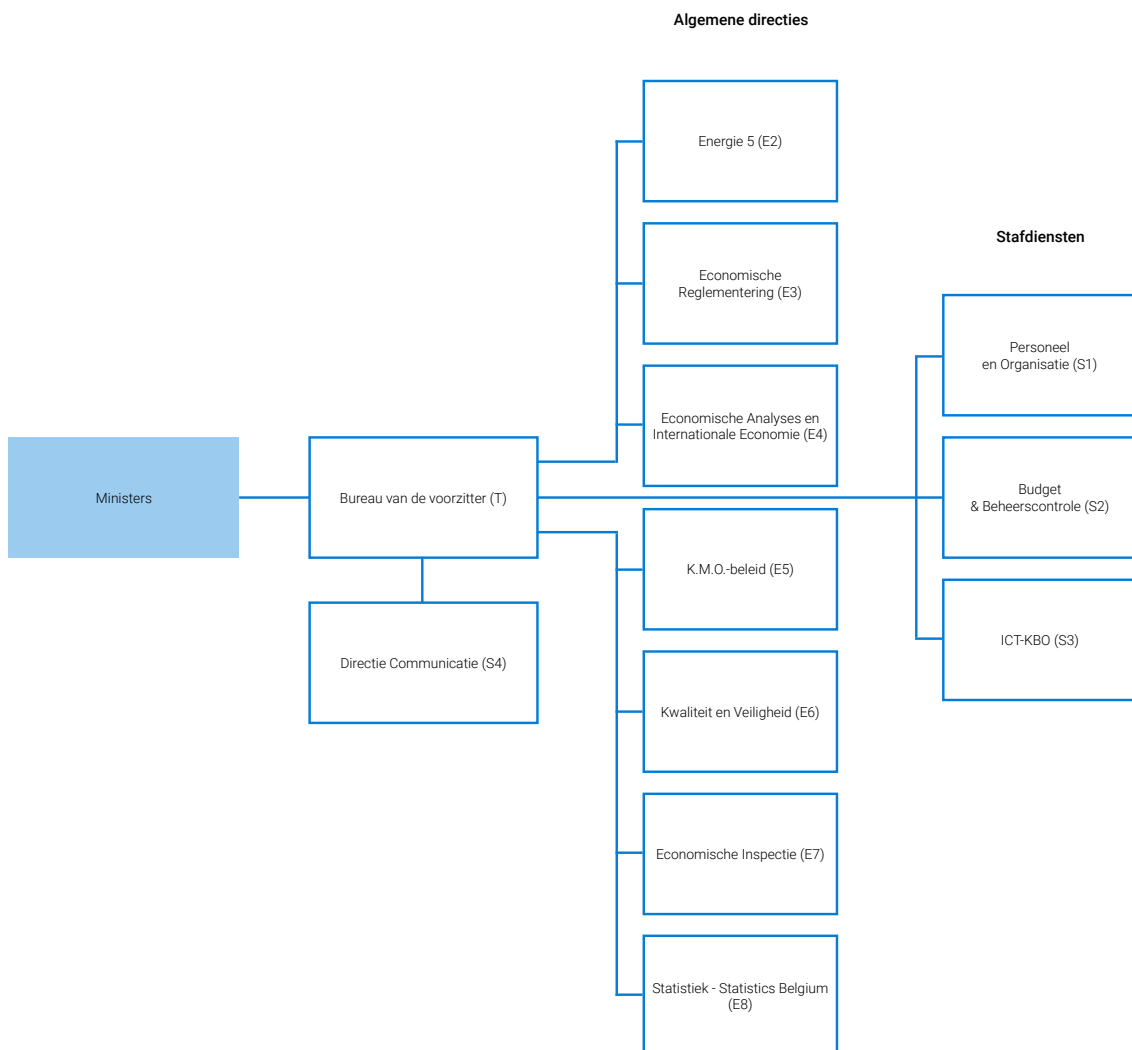 Algemene directies
Energie 5 (E2)
Economische
Reglementering (E3)
Economische Analyses en
Internationale Economie (E4)
K.M.O.-beleid (E5)
Kwaliteit en Veiligheid (E6)
Economische Inspectie (E7)
Statistiek - Statistics Belgium
(E8)
Stafdiensten
Personeel
en Organisatie (S1)
Budget
& Beheerscontrole (S2)
ICT-KBO (S3)
Ministers
Bureau van de voorzitter (T)
Directie Communicatie (S4)